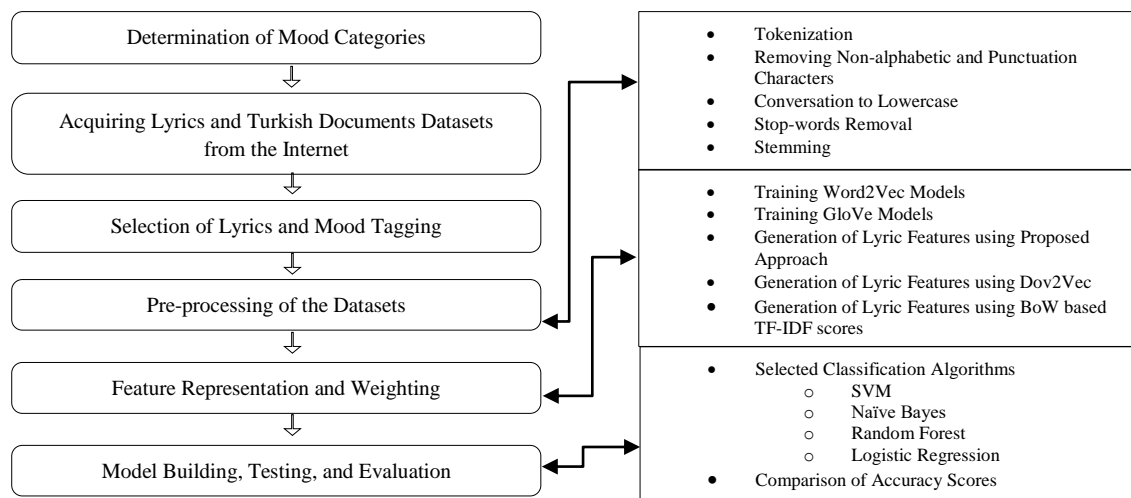 Determination of Mood Categories
Acquiring Lyrics and Turkish Documents Datasets
from the Internet
Selection of Lyrics and Mood Tagging
Pre-processing of the Datasets
Feature Representation and Weighting
Model Building, Testing, and Evaluation
• Tokenization
• Removing Non-alphabetic and Punctuation
Characters
• Conversation to Lowercase
• Stop-words Removal
• Stemming
• Training Word2Vec Models
• Training GloVe Models
• Generation of Lyric Features using Proposed
Approach
• Generation of Lyric Features using Dov2Vec
• Generation of Lyric Features using BoW based
TF-IDF scores
• Selected Classification Algorithms
o SVM
o Naïve Bayes
o Random Forest
o Logistic Regression
• Comparison of Accuracy Scores